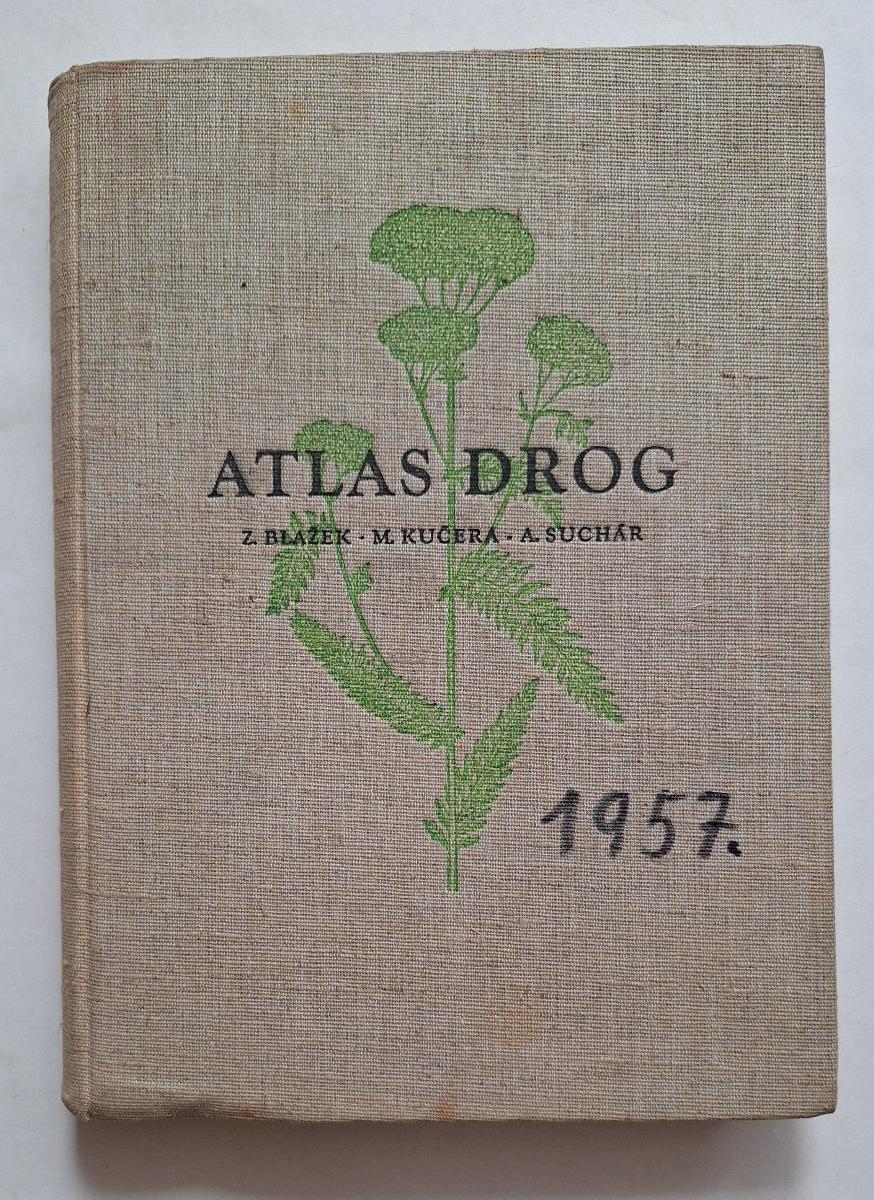 ATLAS DROG
Z. BLAŽEK · M. KUČERA · A. SUCHÁR
1957.